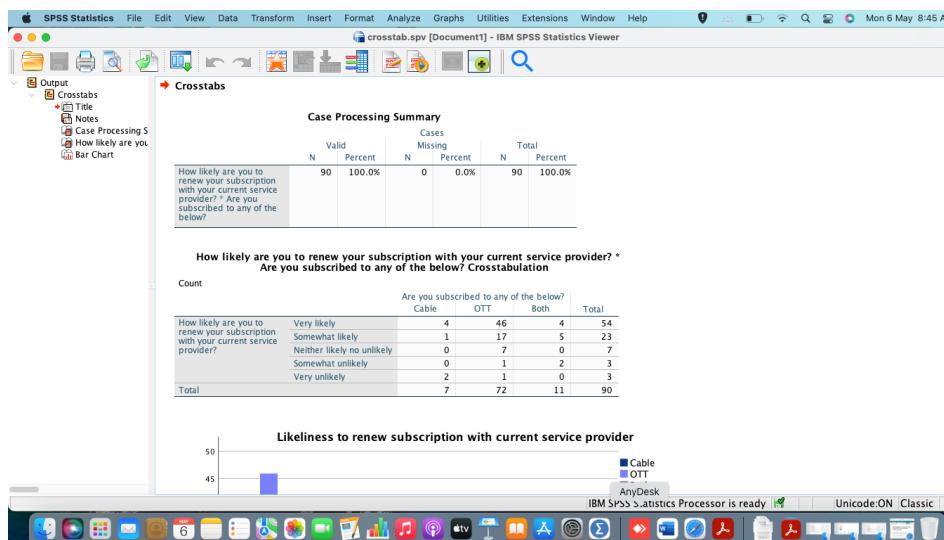 SPSS Statistics File Edit View Data Transform Insert Format Analyze Graphs Utilities Extensions Window Help Mon 6 May 8:45 A
crosstab.spv [Document1] - IBM SPSS Statistics Viewer
Output
Crosstabs
Title
Notes
Case Processing S
How likely are you
Bar Chart
Crosstabs
Case Processing Summary
Cases
Valid Missing Total
N Percent N Percent N Percent
How likely are you to
renew your subscription
with your current service
provider? * Are you
subscribed to any of the
below?
90 100.0% 0 0.0% 90 100.0%
How likely are you to renew your subscription with your current service provider? *
Are you subscribed to any of the below? Crosstabulation
Count
Are you subscribed to any of the below?
Cable OTT Both Total
How likely are you to
renew your subscription
with your current service
provider?
Very likely 4 46 4 54
Somewhat likely 1 17 5 23
Neither likely no unlikely 0 7 0 7
Somewhat unlikely 0 1 2 3
Very unlikely 2 1 0 3
Total 7 72 11 90
Likeliness to renew subscription with current service provider
50
45
Cable
OTT
AnyDesk
IBM SPSS Statistics Processor is ready Unicode:ON Classic
MAY
6
tv